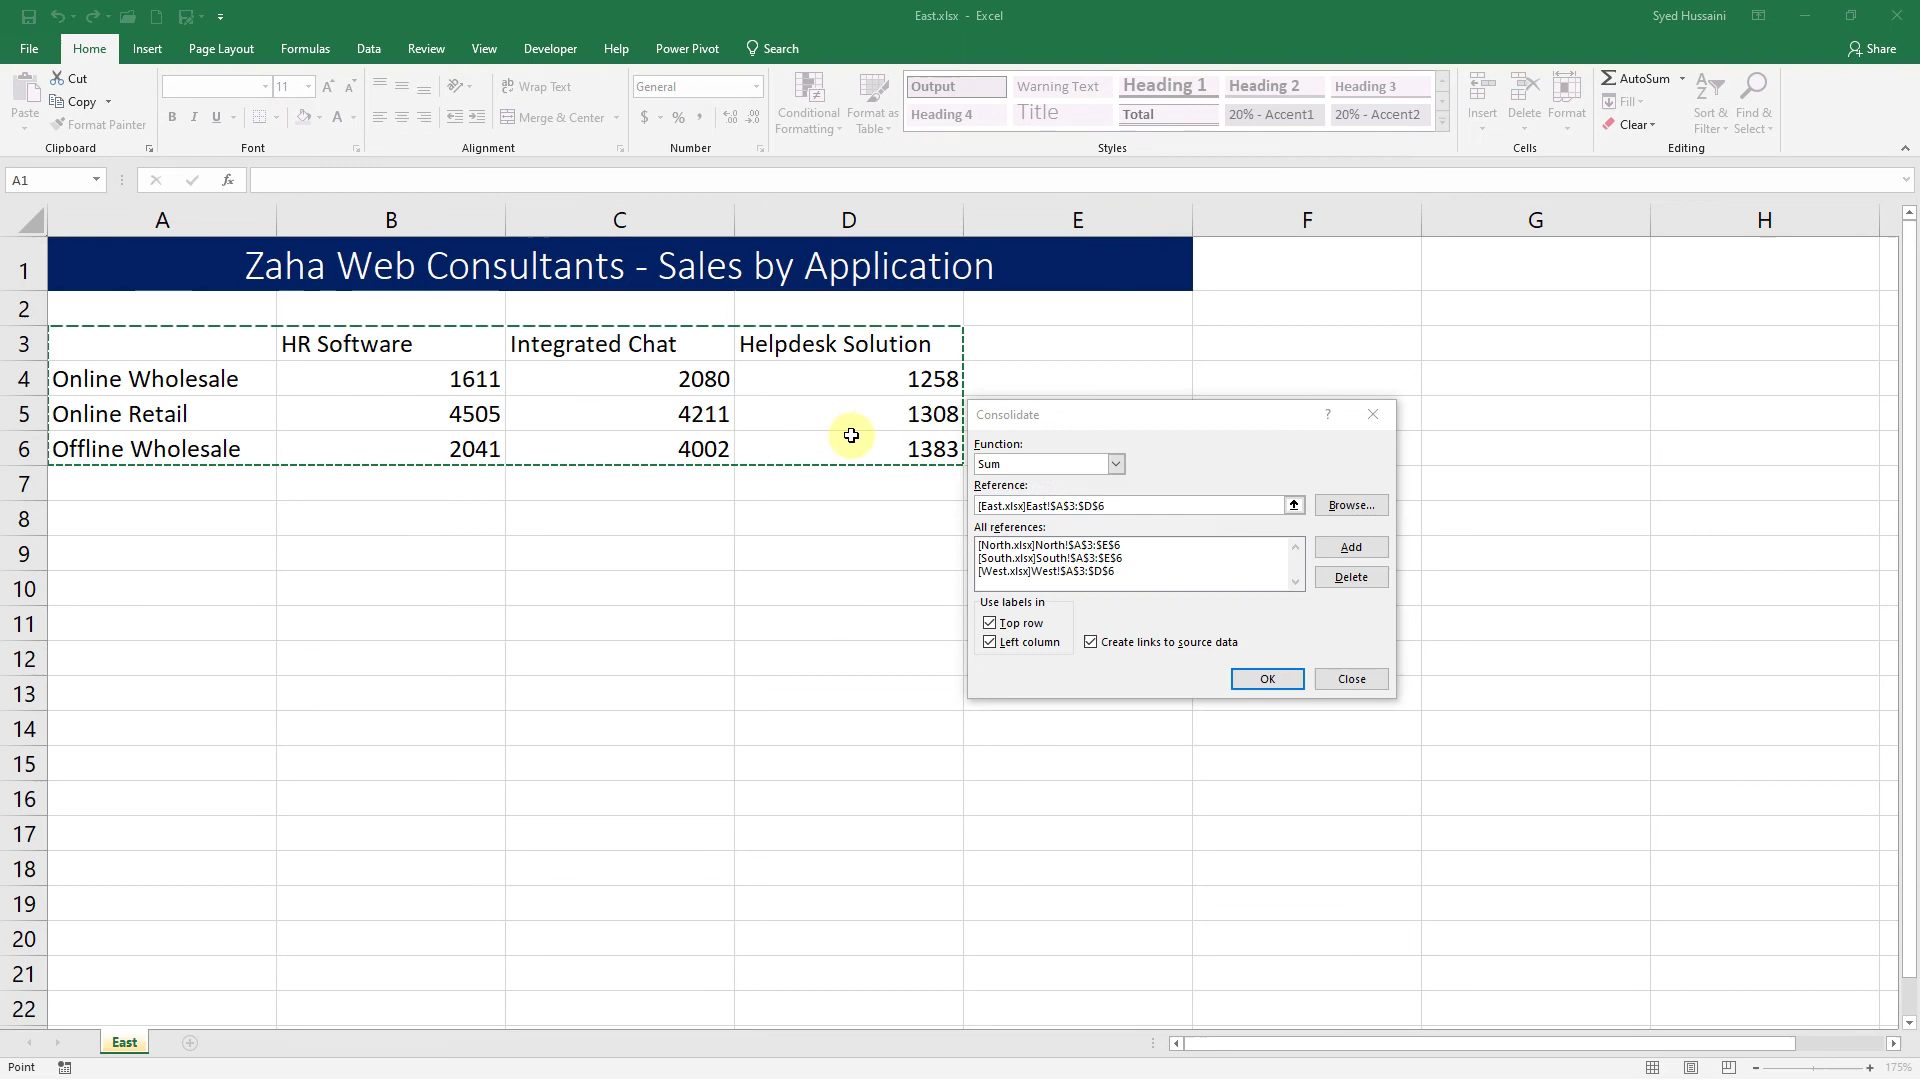 East.xlsx - Excel
Syed Hussaini
File Home Insert Page Layout Formulas Data Review View Developer Help Power Pivot Search Share
Paste
Cut
Copy
Format Painter
Clipboard
11 A A
B I U A
Font
ab Wrap Text
Merge & Center
Alignment
General
$ % , .00 .0
Number
Conditional Formatting
Format as Table
Output Warning Text Heading 1 Heading 2 Heading 3
Heading 4 Title Total 20% - Accent1 20% - Accent2
Styles
Insert Delete Format
Cells
AutoSum
Fill
Clear
Sort & Filter
Find & Select
Editing
A1 fx
A B C D E F G H
1 Zaha Web Consultants - Sales by Application
2
3 HR Software Integrated Chat Helpdesk Solution
4 Online Wholesale 1611 2080 1258
5 Online Retail 4505 4211 1308
6 Offline Wholesale 2041 4002 1383
7
8
9
10
11
12
13
14
15
16
17
18
19
20
21
22
Consolidate ?
Function:
Sum
Reference:
[East.xlsx]East!$A$3:$D$6
Browse...
All references:
[North.xlsx]North!$A$3:$E$6
[South.xlsx]South!$A$3:$E$6
[West.xlsx]West!$A$3:$D$6
Add
Delete
Use labels in
Top row
Left column
Create links to source data
OK Close
East
Point
175%